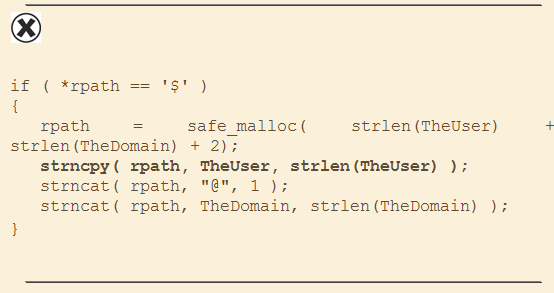 if ( *rpath == '$' )
{
rpath = safe_malloc( strlen(TheUser) +
strlen(TheDomain) + 2);
strncpy( rpath, TheUser, strlen(TheUser) );
strncat( rpath, "@", 1 );
strncat( rpath, TheDomain, strlen(TheDomain) );
}